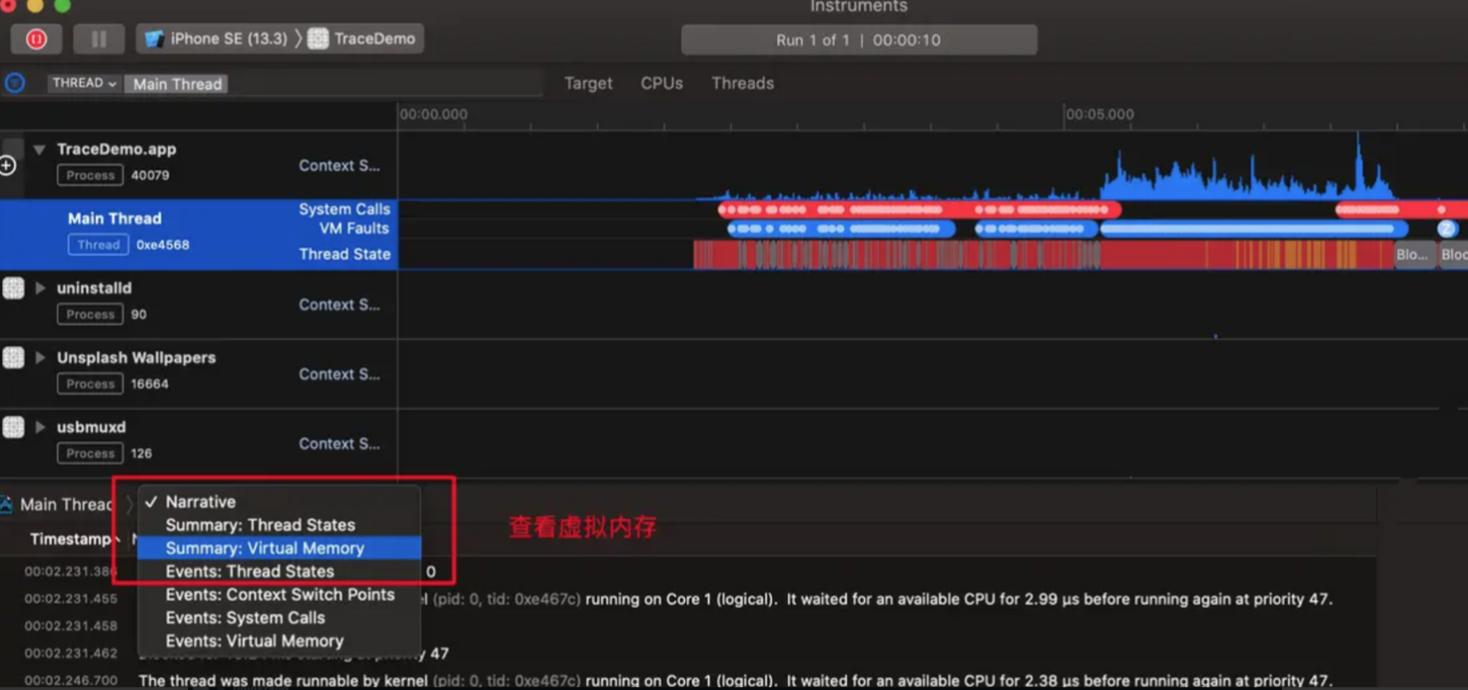 Instruments
iPhone SE (13.3) 〉 TraceDemo
Run 1 of 1 | 00:00:10
THREAD Main Thread Target CPUs Threads
00:00.000 00:05.000
TraceDemo.app
Process 40079 Context S...
Main Thread
Thread 0xe4568
System Calls
VM Faults
Thread State
Blo... Bloc
uninstalld
Process 90 Context S...
Unsplash Wallpapers
Process 16664 Context S...
usbmuxd
Process 126 Context S...
Main Thread
✓ Narrative
Summary: Thread States
Summary: Virtual Memory
Events: Thread States
Events: Context Switch Points
Events: System Calls
Events: Virtual Memory
查看虚拟内存
Timestamp
00:02.231.386 0
00:02.231.455 (pid: 0, tid: 0xe467c) running on Core 1 (logical). It waited for an available CPU for 2.99 µs before running again at priority 47.
00:02.231.458
00:02.231.462 47
00:02.246.700 The thread was made runnable by kernel (pid: 0, tid: 0xe467c) running on Core 1 (logical). It waited for an available CPU for 2.38 µs before running again at priority 47.